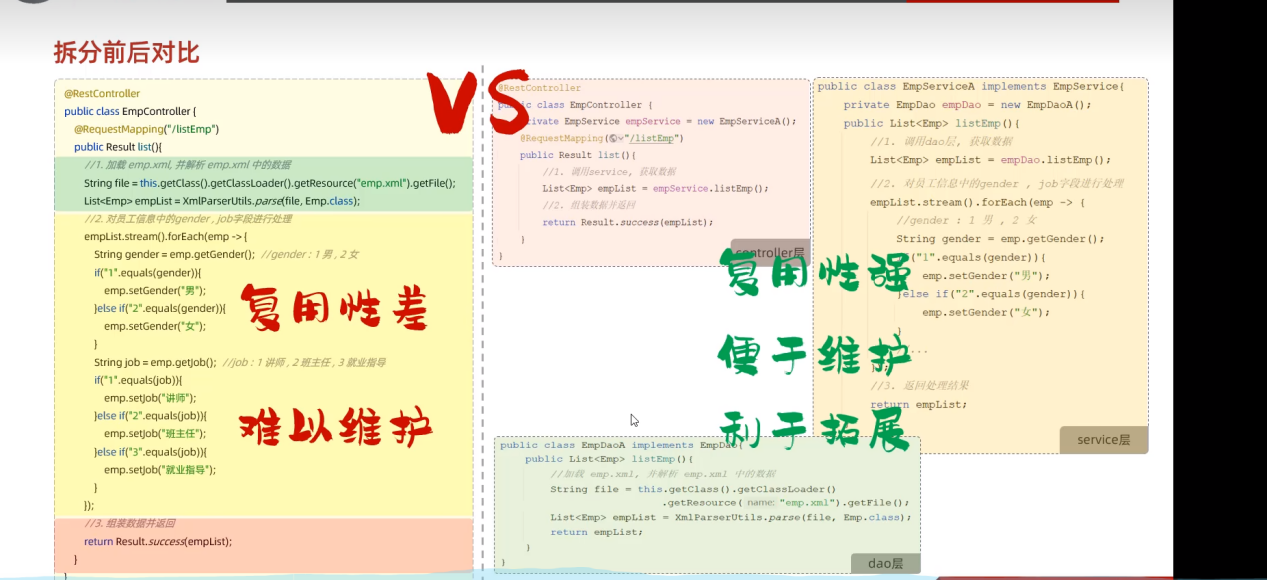 拆分前后对比
@RestController
public class EmpController {
@RequestMapping("/listEmp")
public Result list(){
//1. 加载 emp.xml, 并解析 emp.xml 中的数据
String file = this.getClass().getClassLoader().getResource("emp.xml").getFile();
List<Emp> empList = XmlParserUtils.parse(file, Emp.class);
//2. 对员工信息中的gender , job字段进行处理
empList.stream().forEach(emp -> {
String gender = emp.getGender(); //gender : 1 男 , 2 女
if("1".equals(gender)){
emp.setGender("男");
}else if("2".equals(gender)){
emp.setGender("女");
}
String job = emp.getJob(); //job : 1 讲师 , 2 班主任 , 3 就业指导
if("1".equals(job)){
emp.setJob("讲师");
}else if("2".equals(job)){
emp.setJob("班主任");
}else if("3".equals(job)){
emp.setJob("就业指导");
}
});
//3. 组装数据并返回
return Result.success(empList);
}
}
复用性差
难以维护
VS
@RestController
public class EmpController {
private EmpService empService = new EmpServiceA();
@RequestMapping("/listEmp")
public Result list(){
//1. 调用service, 获取数据
List<Emp> empList = empService.listEmp();
//2. 组装数据并返回
return Result.success(empList);
}
}
controller层
复用性强
便于维护
利于拓展
public class EmpServiceA implements EmpService{
private EmpDao empDao = new EmpDaoA();
public List<Emp> listEmp(){
//1. 调用dao层, 获取数据
List<Emp> empList = empDao.listEmp();
//2. 对员工信息中的gender , job字段进行处理
empList.stream().forEach(emp -> {
//gender : 1 男 , 2 女
String gender = emp.getGender();
("1".equals(gender)){
emp.setGender("男");
}else if("2".equals(gender)){
emp.setGender("女");
}
...
});
//3. 返回处理结果
return empList;
service层
public class EmpDaoA implements EmpDao{
public List<Emp> listEmp(){
//加载 emp.xml, 并解析 emp.xml 中的数据
String file = this.getClass().getClassLoader()
.getResource( name: "emp.xml").getFile();
List<Emp> empList = XmlParserUtils.parse(file, Emp.class);
return empList;
}
}
dao层